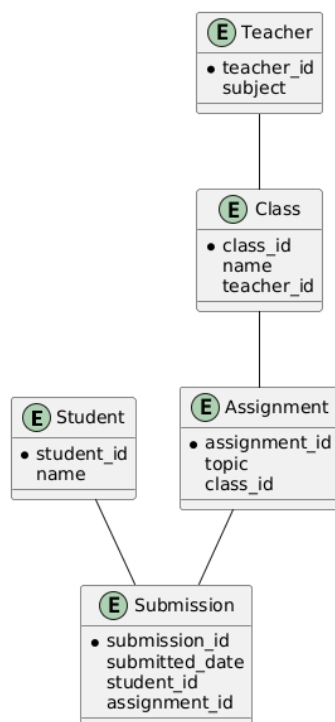 E Teacher
teacher_id
subject
E Class
class_id
name
teacher_id
E Student
student_id
name
E Assignment
assignment_id
topic
class_id
E Submission
submission_id
submitted_date
student_id
assignment_id